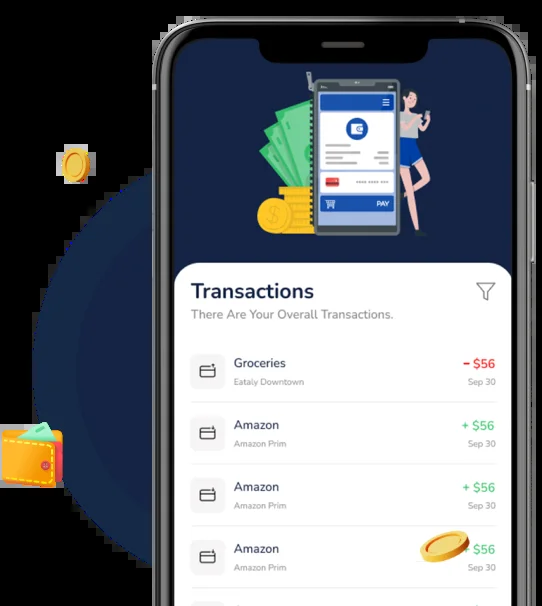 PAY
Transactions
There Are Your Overall Transactions.
Groceries
- $56
Eataly Downtown
Sep 30
Amazon
+ $56
Amazon Prim
Sep 30
Amazon
+ $56
Amazon Prim
Sep 30
Amazon
$56
Amazon Prim
Sep 30